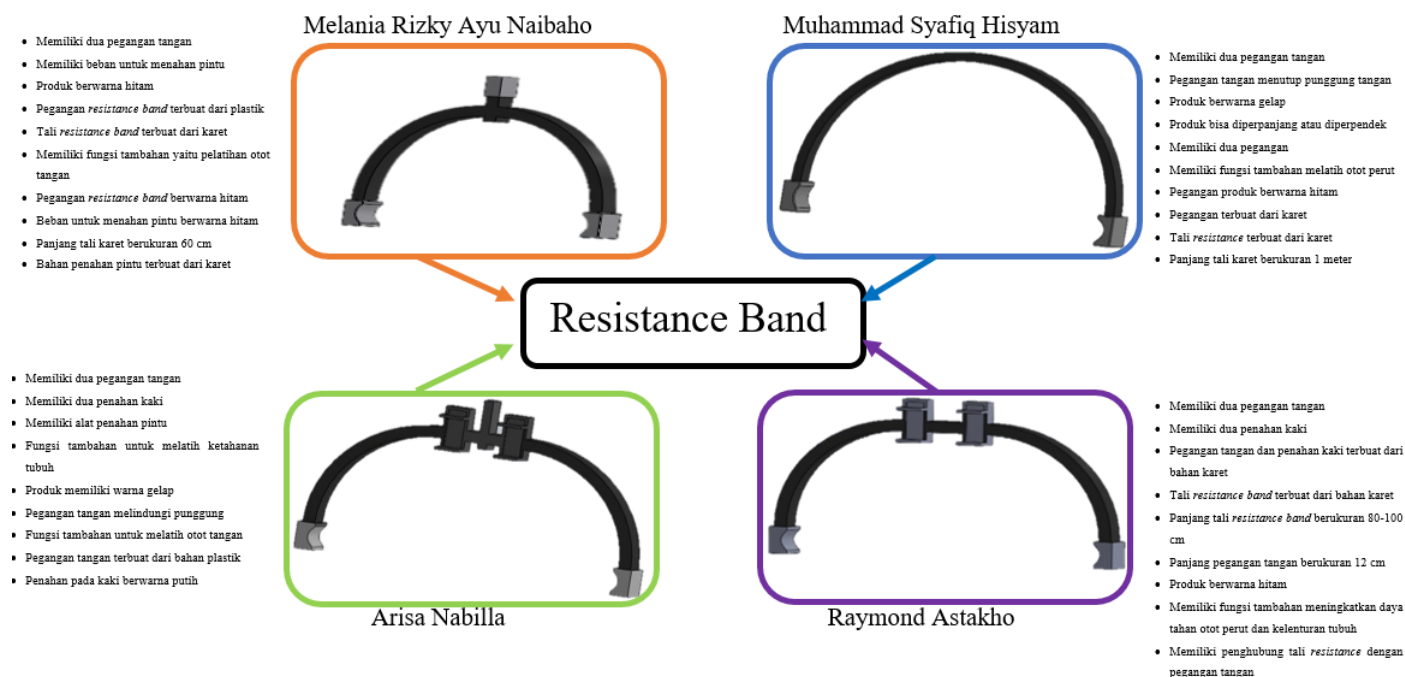 Melania Rizky Ayu Naibaho
• Memiliki dua pegangan tangan
• Memiliki beban untuk menahan pintu
• Produk berwarna hitam
• Pegangan resistance band terbuat dari plastik
• Tali resistance band terbuat dari karet
• Memiliki fungsi tambahan yaitu pelatihan otot
tangan
• Pegangan resistance band berwarna hitam
• Beban untuk menahan pintu berwarna hitam
• Panjang tali karet berukuran 60 cm
• Bahan penahan pintu terbuat dari karet
Muhammad Syafiq Hisyam
• Memiliki dua pegangan tangan
• Pegangan tangan menutup punggung tangan
• Produk berwarna gelap
• Produk bisa diperpanjang atau diperpendek
• Memiliki dua pegangan
• Memiliki fungsi tambahan melatih otot perut
• Pegangan produk berwarna hitam
• Pegangan terbuat dari karet
• Tali resistance terbuat dari karet
• Panjang tali karet berukuran 1 meter
Resistance Band
• Memiliki dua pegangan tangan
• Memiliki dua penahan kaki
• Memiliki alat penahan pintu
• Fungsi tambahan untuk melatih ketahanan
tubuh
• Produk memiliki warna gelap
• Pegangan tangan melindungi punggung
• Fungsi tambahan untuk melatih otot tangan
• Pegangan tangan terbuat dari bahan plastik
• Penahan pada kaki berwarna putih
Arisa Nabilla
• Memiliki dua pegangan tangan
• Memiliki dua penahan kaki
• Pegangan tangan dan penahan kaki terbuat dari
bahan karet
• Tali resistance band terbuat dari bahan karet
• Panjang tali resistance band berukuran 80-100
cm
• Panjang pegangan tangan berukuran 12 cm
• Produk berwarna hitam
• Memiliki fungsi tambahan meningkatkan daya
tahan otot perut dan kelenturan tubuh
• Memiliki penghubung tali resistance dengan
pegangan tangan
Raymond Astakho